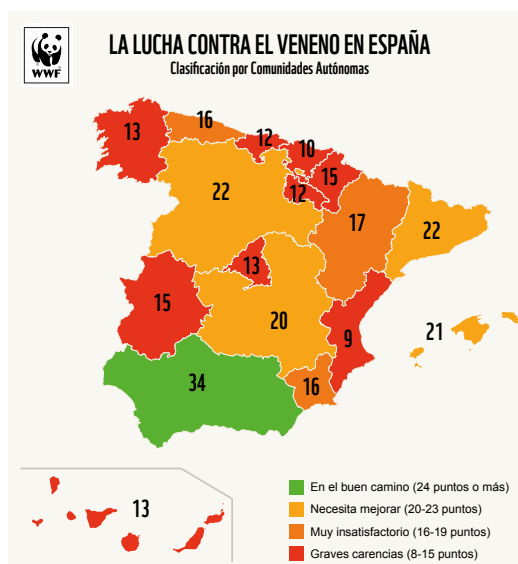 WWF
LA LUCHA CONTRA EL VENENO EN ESPAÑA
Clasificación por Comunidades Autónomas
13
16
12
10
15
12
22
17
22
13
15
20
9
21
34
16
13
En el buen camino (24 puntos o más)
Necesita mejorar (20-23 puntos)
Muy insatisfactorio (16-19 puntos)
Graves carencias (8-15 puntos)